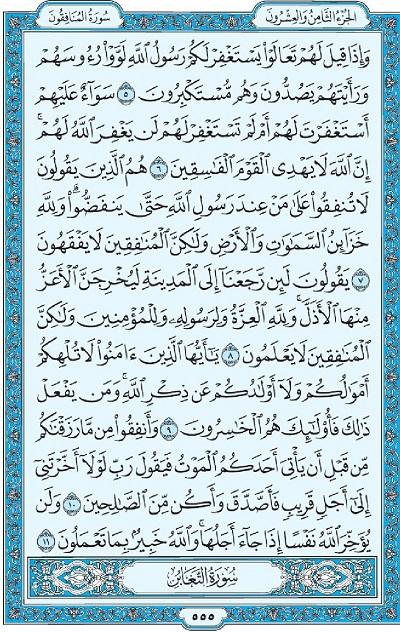 الجزء الثامن والعشرون
سورة المنافقون
وَإِذَا قِيلَ لَهُمْ تَعَالَوْا۟ يَسْتَغْفِرْ لَكُمْ رَسُولُ ٱللَّهِ لَوَّوْا۟ رُءُوسَهُمْ
وَرَأَيْتَهُمْ يَصُدُّونَ وَهُم مُّسْتَكْبِرُونَ ٥ سَوَآءٌ عَلَيْهِمْ
أَسْتَغْفَرْتَ لَهُمْ أَمْ لَمْ تَسْتَغْفِرْ لَهُمْ لَن يَغْفِرَ ٱللَّهُ لَهُمْ ۚ
إِنَّ ٱللَّهَ لَا يَهْدِى ٱلْقَوْمَ ٱلْفَـٰسِقِينَ ٦ هُمُ ٱلَّذِينَ يَقُولُونَ
لَا تُنفِقُوا۟ عَلَىٰ مَنْ عِندَ رَسُولِ ٱللَّهِ حَتَّىٰ يَنفَضُّوا۟ ۗ وَلِلَّهِ
خَزَآئِنُ ٱلسَّمَـٰوَٰتِ وَٱلْأَرْضِ وَلَـٰكِنَّ ٱلْمُنَـٰفِقِينَ لَا يَفْقَهُونَ
٧ يَقُولُونَ لَئِن رَّجَعْنَآ إِلَى ٱلْمَدِينَةِ لَيُخْرِجَنَّ ٱلْأَعَزُّ
مِنْهَا ٱلْأَذَلَّ ۚ وَلِلَّهِ ٱلْعِزَّةُ وَلِرَسُولِهِۦ وَلِلْمُؤْمِنِينَ وَلَـٰكِنَّ
ٱلْمُنَـٰفِقِينَ لَا يَعْلَمُونَ ٨ يَـٰٓأَيُّهَا ٱلَّذِينَ ءَامَنُوا۟ لَا تُلْهِكُمْ
أَمْوَٰلُكُمْ وَلَآ أَوْلَـٰدُكُمْ عَن ذِكْرِ ٱللَّهِ ۚ وَمَن يَفْعَلْ
ذَٰلِكَ فَأُو۟لَـٰٓئِكَ هُمُ ٱلْخَـٰسِرُونَ ٩ وَأَنفِقُوا۟ مِن مَّا رَزَقْنَـٰكُم
مِّن قَبْلِ أَن يَأْتِىَ أَحَدَكُمُ ٱلْمَوْتُ فَيَقُولَ رَبِّ لَوْلَآ أَخَّرْتَنِىٓ
إِلَىٰٓ أَجَلٍ قَرِيبٍ فَأَصَّدَّقَ وَأَكُن مِّنَ ٱلصَّـٰلِحِينَ ١٠ وَلَن
يُؤَخِّرَ ٱللَّهُ نَفْسًا إِذَا جَآءَ أَجَلُهَا ۚ وَٱللَّهُ خَبِيرٌۢ بِمَا تَعْمَلُونَ ١١
سورة التغابن
٥٥٥